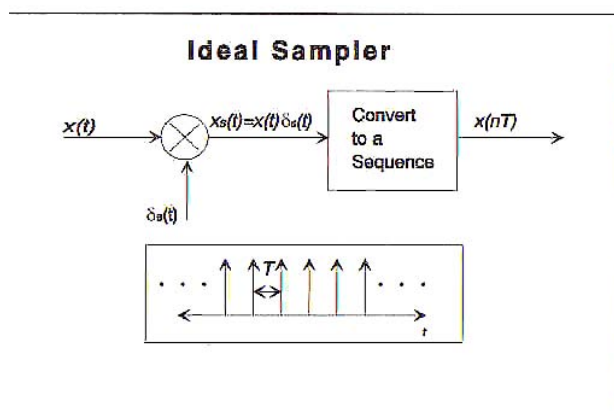 Ideal Sampler
x(t)
xs(t)=x(t)δs(t)
Convert
to a
Sequence
x(nT)
δs(t)
. . .
T
. . .
t